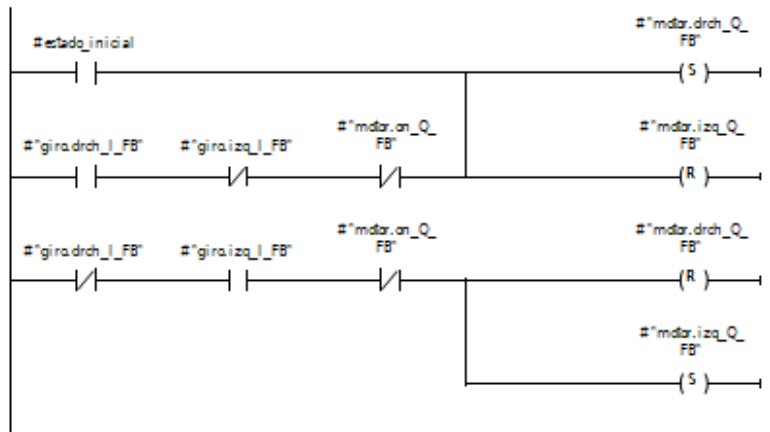 #"motor.drch_Q_
FB"
#estado_inicial
S
#"motor.izq_Q_
FB"
#"gira.drch_I_FB" #"gira.izq_I_FB" #"motor.on_Q_
FB"
R
#"gira.drch_I_FB" #"gira.izq_I_FB" #"motor.on_Q_
FB"
#"motor.drch_Q_
FB"
R
#"motor.izq_Q_
FB"
S